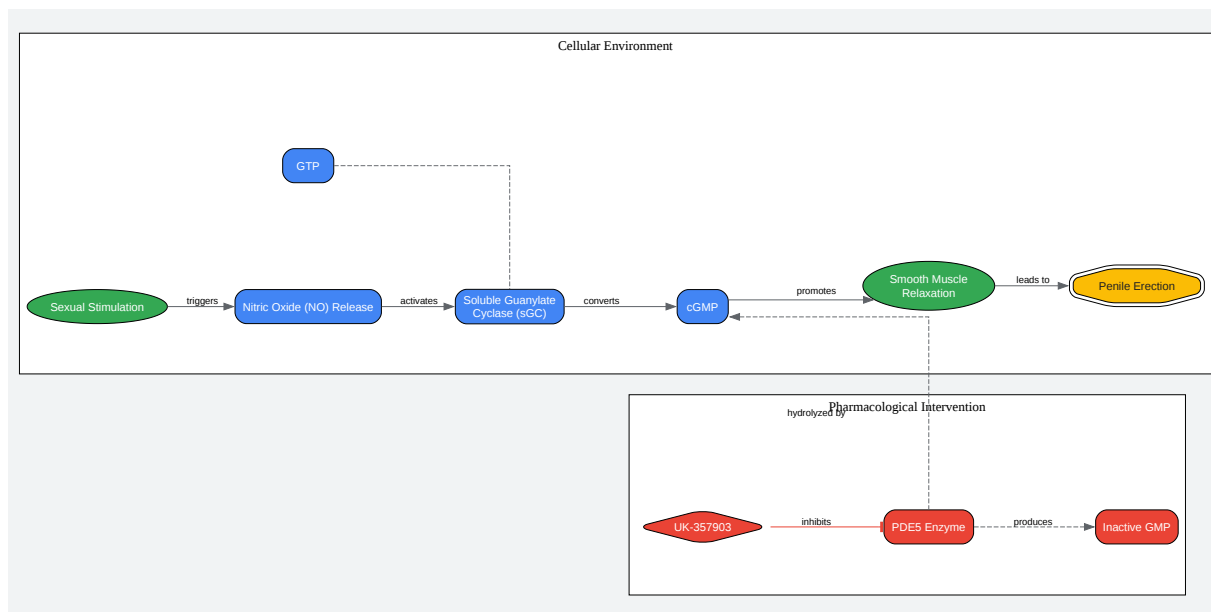 Cellular Environment
GTP
Sexual Stimulation
triggers
Nitric Oxide (NO) Release
activates
Soluble Guanylate
Cyclase (sGC)
converts
cGMP
promotes
Smooth Muscle
Relaxation
leads to
Penile Erection
Pharmacological Intervention
hydrolyzed by
UK-357903
inhibits
PDE5 Enzyme
produces
Inactive GMP